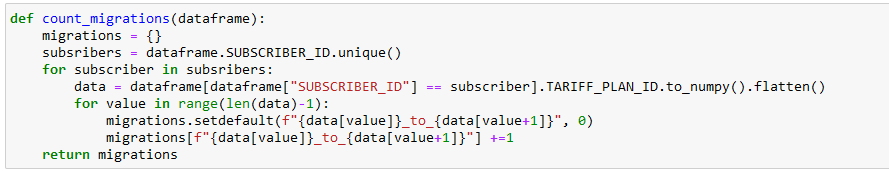 def count_migrations(dataframe):
    migrations = {}
    subsribers = dataframe.SUBSCRIBER_ID.unique()
    for subscriber in subsribers:
        data = dataframe[dataframe["SUBSCRIBER_ID"] == subscriber].TARIFF_PLAN_ID.to_numpy().flatten()
        for value in range(len(data)-1):
            migrations.setdefault(f"{data[value]}_to_{data[value+1]}", 0)
            migrations[f"{data[value]}_to_{data[value+1]}"] +=1
    return migrations